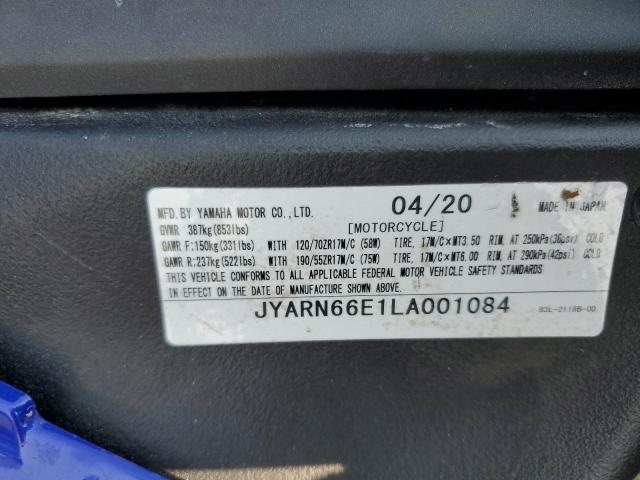 MFD.BY YAMAHA MOTOR CO.,LTD. 04/20 MADE IN JAPAN
GVWR 387kg(853lbs) [MOTORCYCLE]
GAWR F:150kg(331lbs) WITH 120/70ZR17M/C (58W) TIRE, 17M/C×MT3.50 RIM, AT 250kPa(36psi) COLD
GAWR R:237kg(522lbs) WITH 190/55ZR17M/C (75W) TIRE, 17M/C×MT6.00 RIM, AT 290kPa(42psi) COLD
THIS VEHICLE CONFORMS TO ALL APPLICABLE FEDERAL MOTOR VEHICLE SAFETY STANDARDS
IN EFFECT ON THE DATE OF MANUFACTURE SHOWN ABOVE.
JYARN66E1LA001084 B3L-2118B-00